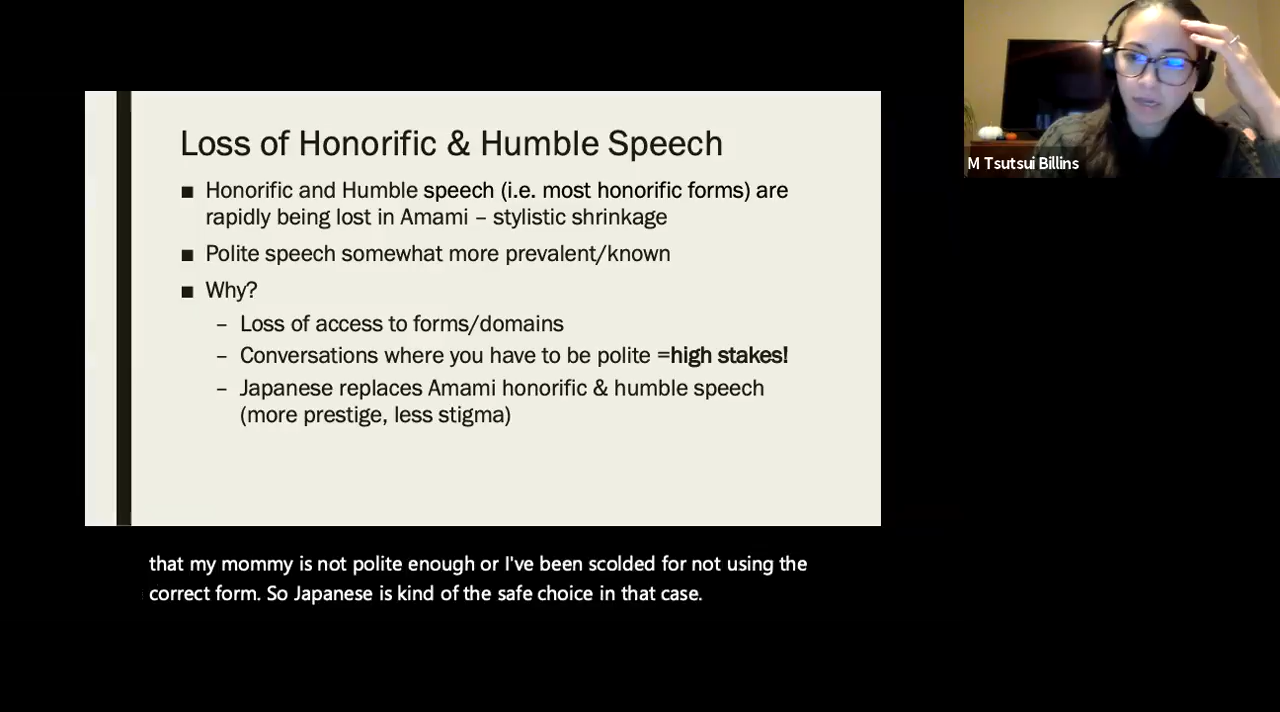 M Tsutsui Billins
Loss of Honorific & Humble Speech
■ Honorific and Humble speech (i.e. most honorific forms) are
rapidly being lost in Amami – stylistic shrinkage
■ Polite speech somewhat more prevalent/known
■ Why?
– Loss of access to forms/domains
– Conversations where you have to be polite =high stakes!
– Japanese replaces Amami honorific & humble speech
(more prestige, less stigma)
that my mommy is not polite enough or I've been scolded for not using the
correct form. So Japanese is kind of the safe choice in that case.